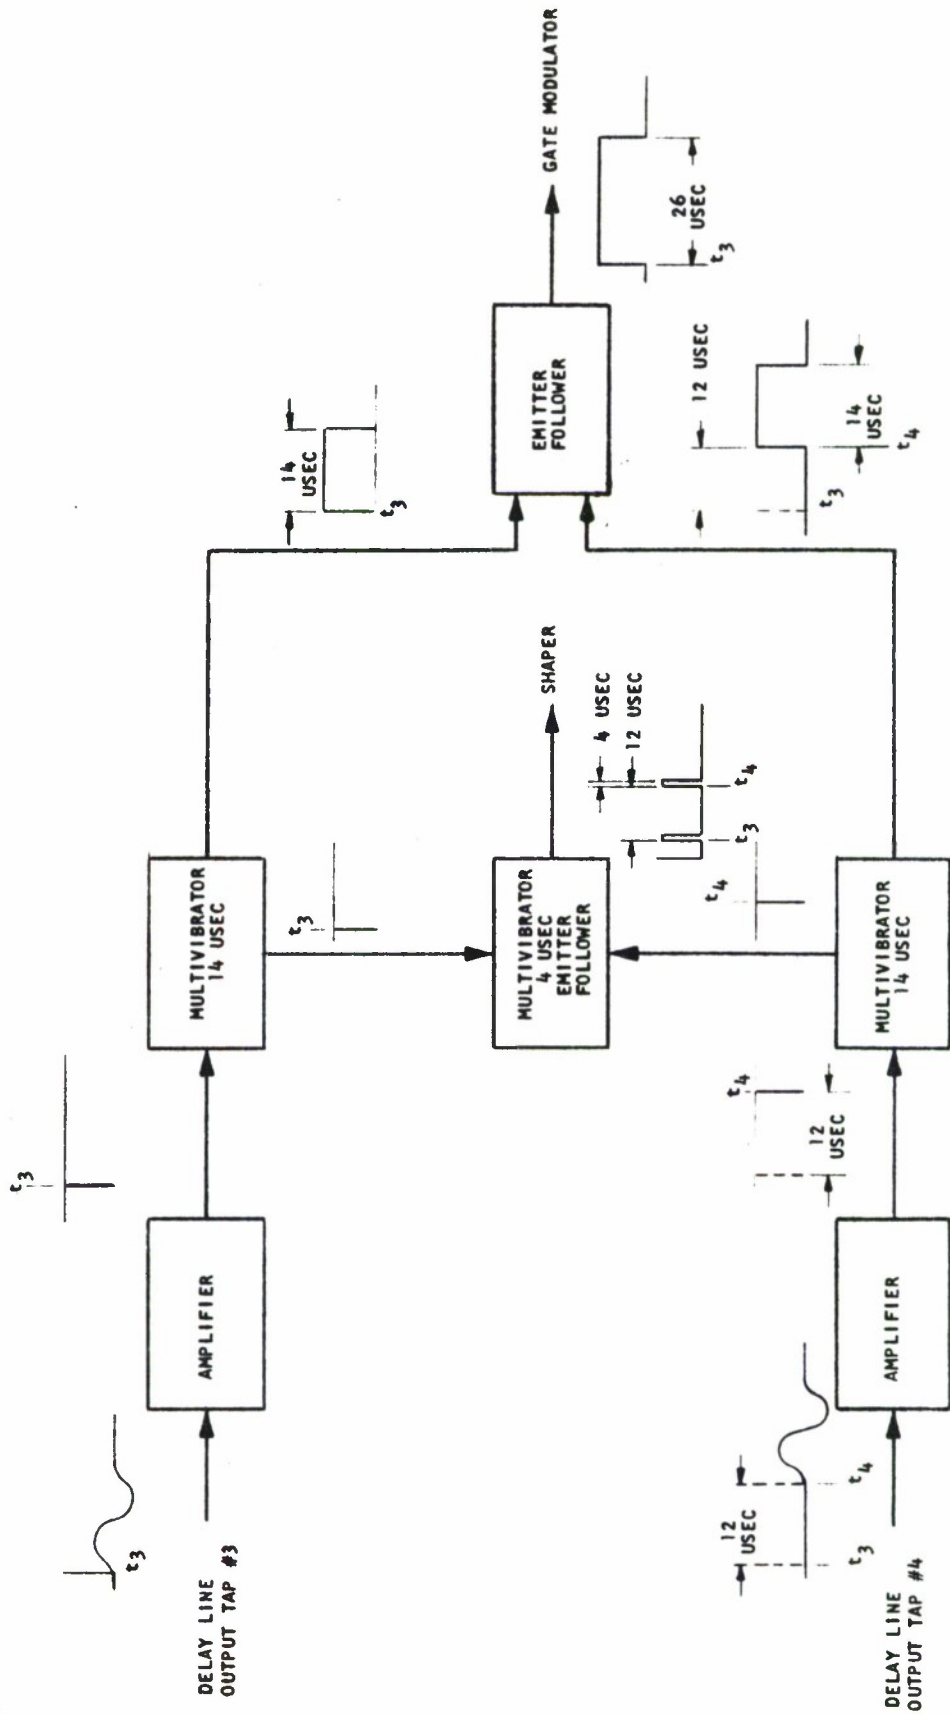 DELAY LINE
OUTPUT TAP #3
t3
AMPLIFIER
t3
MULTIVIBRATOR
14 USEC
t3
14
USEC
t3
MULTIVIBRATOR
4 USEC
EMITTER
FOLLOWER
SHAPER
4 USEC
12 USEC
t3
t4
EMITTER
FOLLOWER
GATE MODULATOR
26
USEC
t3
DELAY LINE
OUTPUT TAP #4
12
USEC
t3
t4
AMPLIFIER
t4
12
USEC
MULTIVIBRATOR
14 USEC
t4
12 USEC
t3
14
USEC
t4